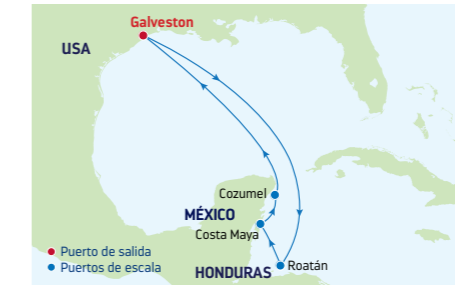 Galveston
USA
Cozumel
MÉXICO
Costa Maya
Puerto de salida
Puertos de escala
HONDURAS
Roatán